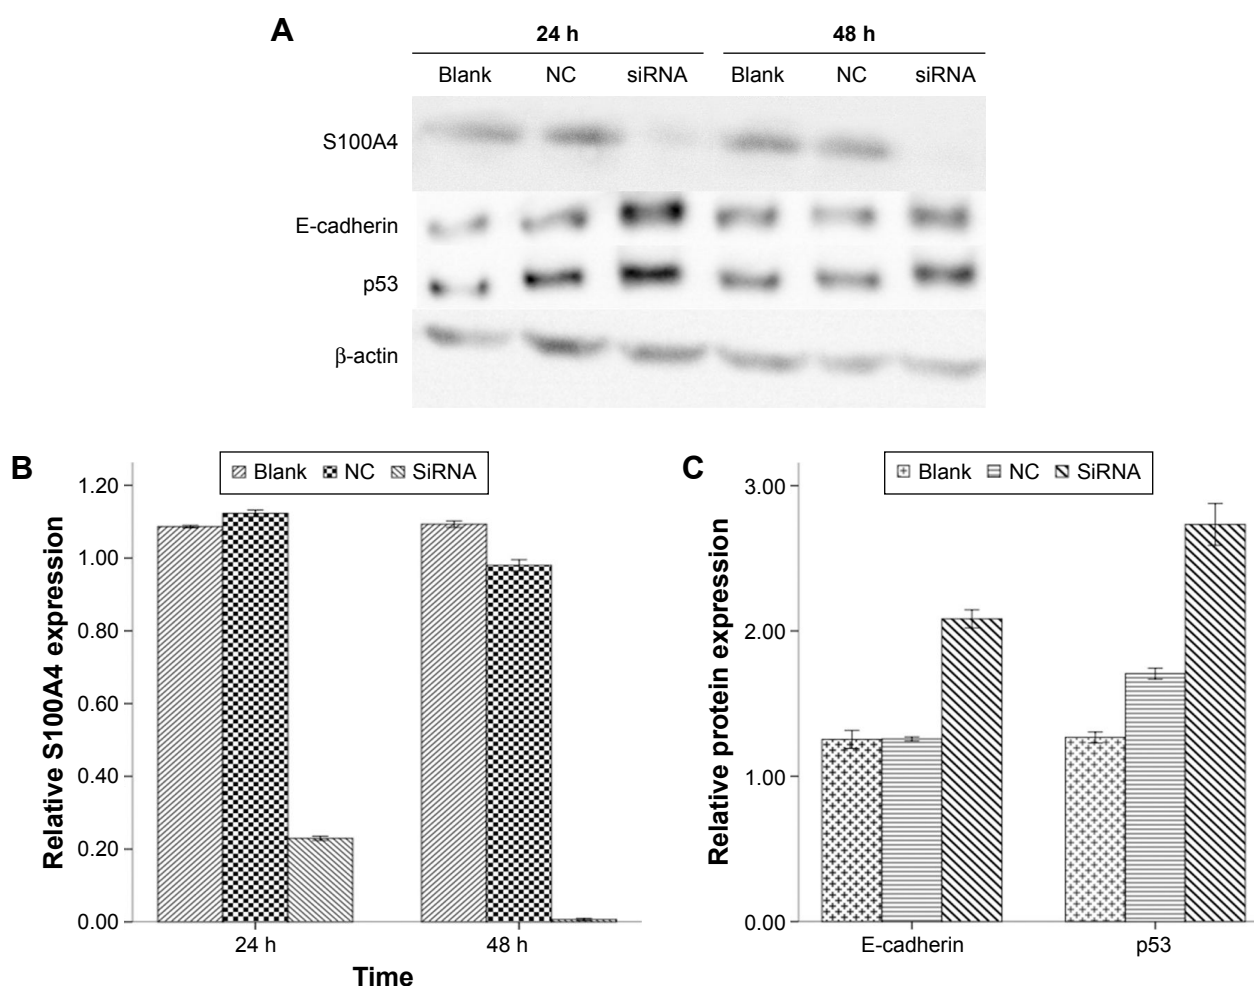 A
24 h 48 h
Blank NC siRNA Blank NC siRNA
S100A4
E-cadherin
p53
β-actin
B
Blank NC SiRNA
Relative S100A4 expression
1.20
1.00
0.80
0.60
0.40
0.20
0.00
24 h 48 h
Time
C
Blank NC SiRNA
Relative protein expression
3.00
2.00
1.00
0.00
E-cadherin p53